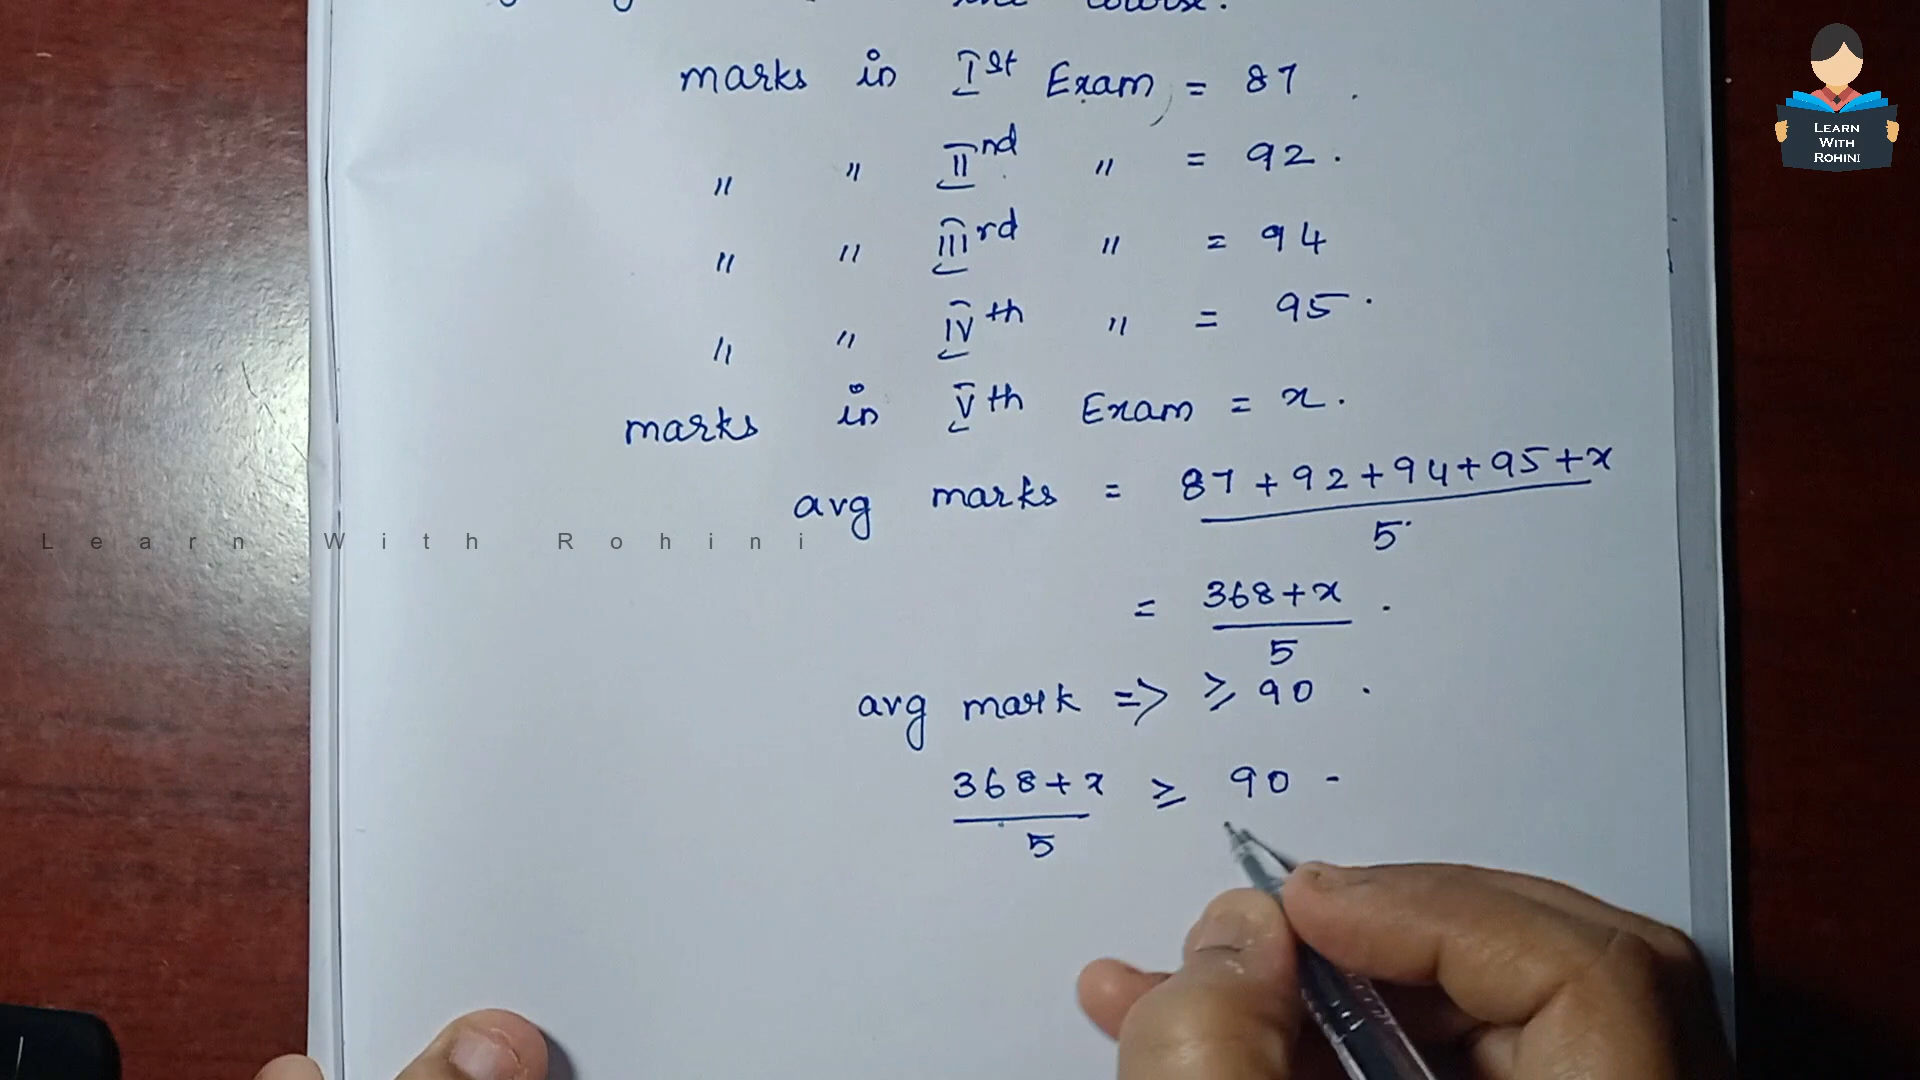 marks in Ist Exam = 87
LEARN
WITH
ROHINI
" " IInd " = 92.
" " IIIrd " = 94
" " IVth " = 95.
marks in Vth Exam = x.
avg marks = 87+92+94+95+x
5
Learn With Rohini
= 368+x
5
avg mark => ≥ 90.
368+x ≥ 90
5